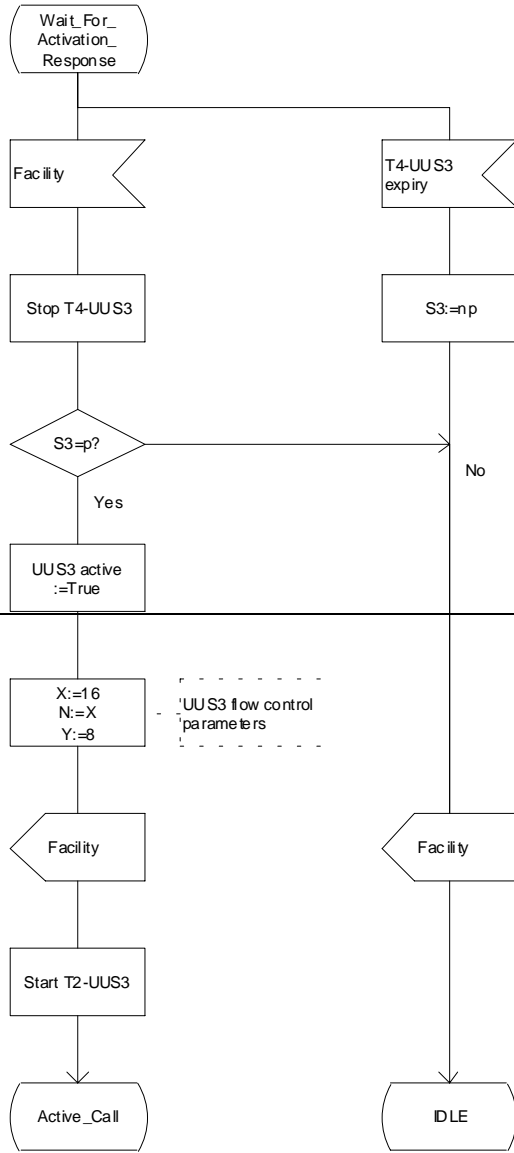 Wait_For_
Activation_
Response
Facility
T4-UUS3
expiry
Stop T4-UUS3
S3:=np
S3=p?
No
Yes
UUS3 active
:=True
X:=16
N:=X
Y:=8
UUS3 flow control
parameters
Facility
Facility
Start T2-UUS3
Active_Call
IDLE